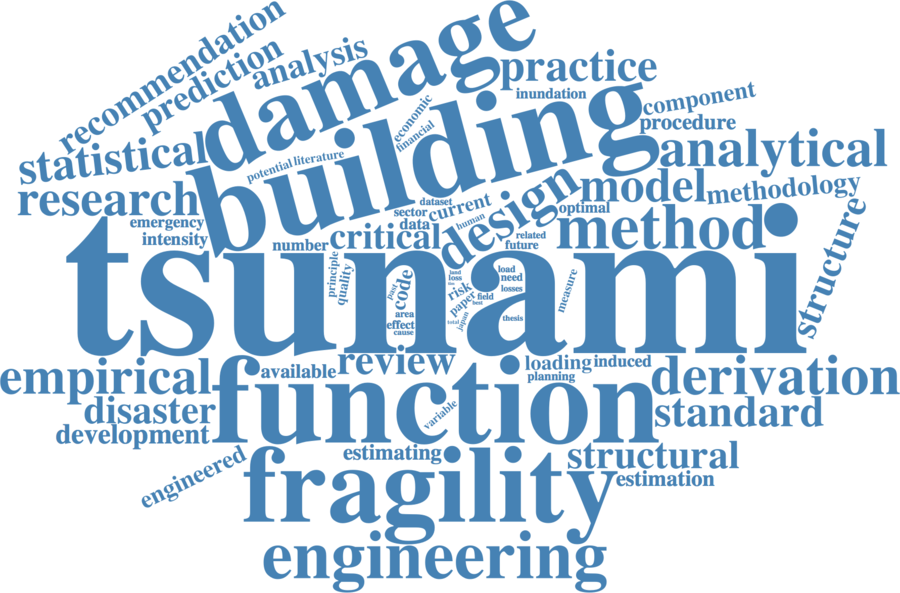 recommendation
prediction
analysis
damage
practice
inundation
component
procedure
statistical
potential
literature
economic
financial
building
analytical
research
model
methodology
emergency
intensity
dataset
sector
data
current
human
design
optimal
related
future
method
number
critical
structure
tsunami
principle
quality
past
code
area
effect
cause
land
loss
risk
paper
japan
total
field
best
load
need
losses
thesis
measure
empirical
available
review
loading
induced
planning
derivation
disaster
development
function
variable
standard
engineered
estimating
structural
estimation
fragility
engineering